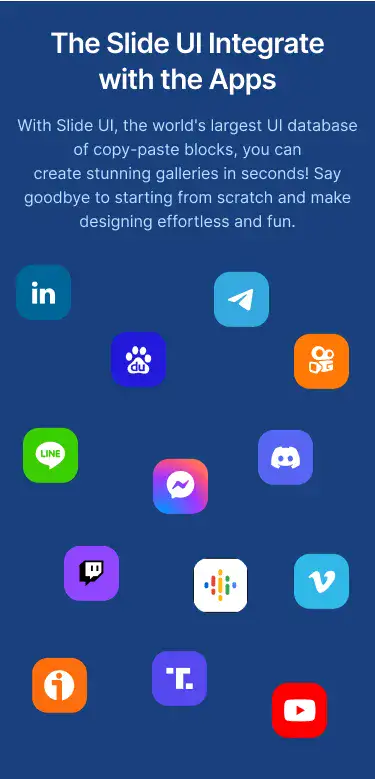 The Slide UI Integrate
with the Apps
With Slide UI, the world's largest UI database
of copy-paste blocks, you can
create stunning galleries in seconds! Say
goodbye to starting from scratch and make
designing effortless and fun.
in
du
LINE
T.